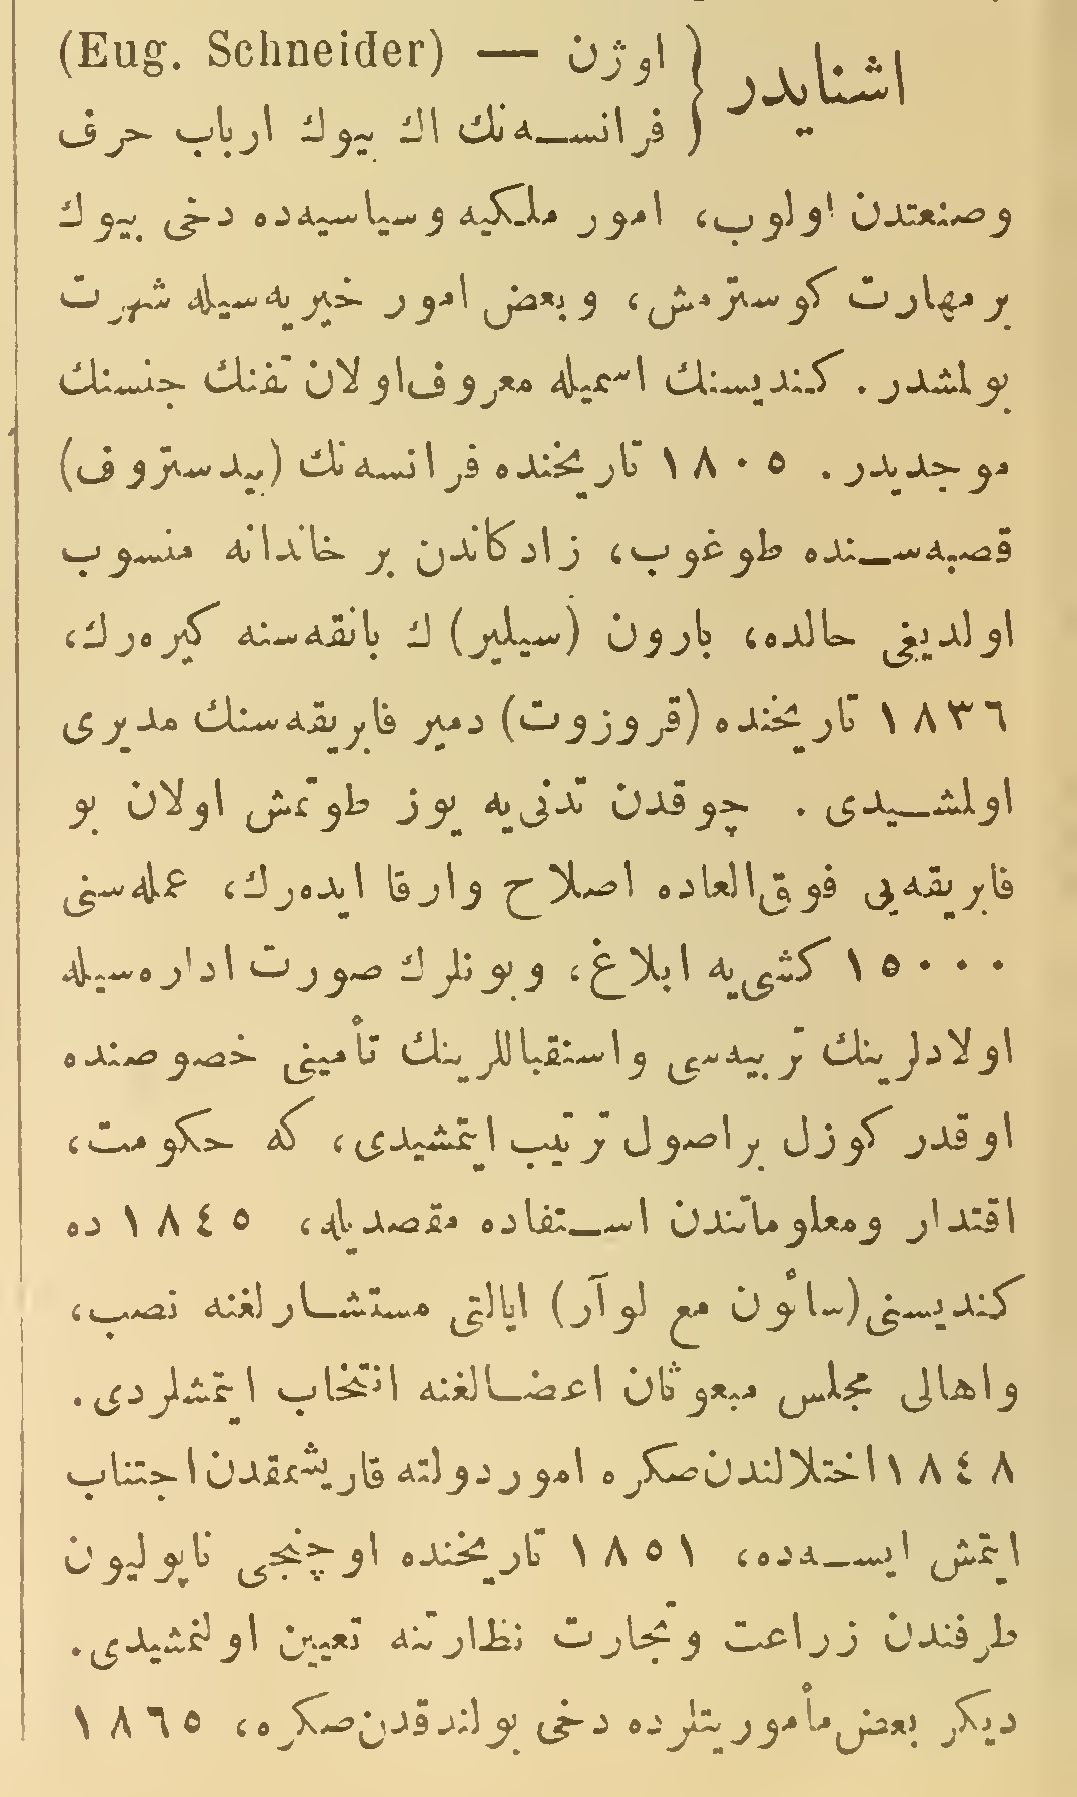 اشنايدر { اوژن — (Eug. Schneider)
فرانسه‌نك اك بيوك ارباب حرف
وصنعتدن اولوب، امور ملكيه وسياسيه‌ده دخى بيوك
بر مهارت كوسترمش، وبعض امور خيريه‌سيله شهرت
بولمشدر. كنديسنك اسميله معروف اولان تفنك جنسنك
موجديدر. ١٨٠٥ تاريخنده فرانسه‌نك (بيدستروف)
قصبه‌سنده طوغوب، زادكاندن بر خاندانه منسوب
اولديغى حالده، بارون (سيلير) ك بانقه‌سنه كيره‌رك،
١٨٣٦ تاريخنده (قروزوت) دمير فابريقه‌سنك مديرى
اولمشيدى. چوقدن تدنى‌يه يوز طوتمش اولان بو
فابريقه‌يى فوق‌العاده اصلاح وارقا ايده‌رك، عمله‌سنى
١٥٠٠٠ كشى‌يه ابلاغ، وبونلرك صورت اداره‌سيله
اولادلرينك تربيه‌سى واستقباللرينك تأمينى خصوصنده
اوقدر كوزل بر اصول ترتيب ايتمشيدى، كه حكومت،
اقتدار ومعلوماتندن استفاده مقصديله، ١٨٤٥ ده
كنديسنى (سائون مع لوآر) ايالتى مستشارلغنه نصب،
واهالى مجلس مبعوثان اعضالغنه انتخاب ايتمشلردى.
١٨٤٨ اختلالندن صكره امور دولته قاريشمقدن اجتناب
ايتمش ايسه‌ده، ١٨٥١ تاريخنده اوچنجى ناپوليون
طرفندن زراعت وتجارت نظارتنه تعيين اولنمشيدى.
ديكر بعض مأموريتلرده دخى بولندقدن صكره، ١٨٦٥